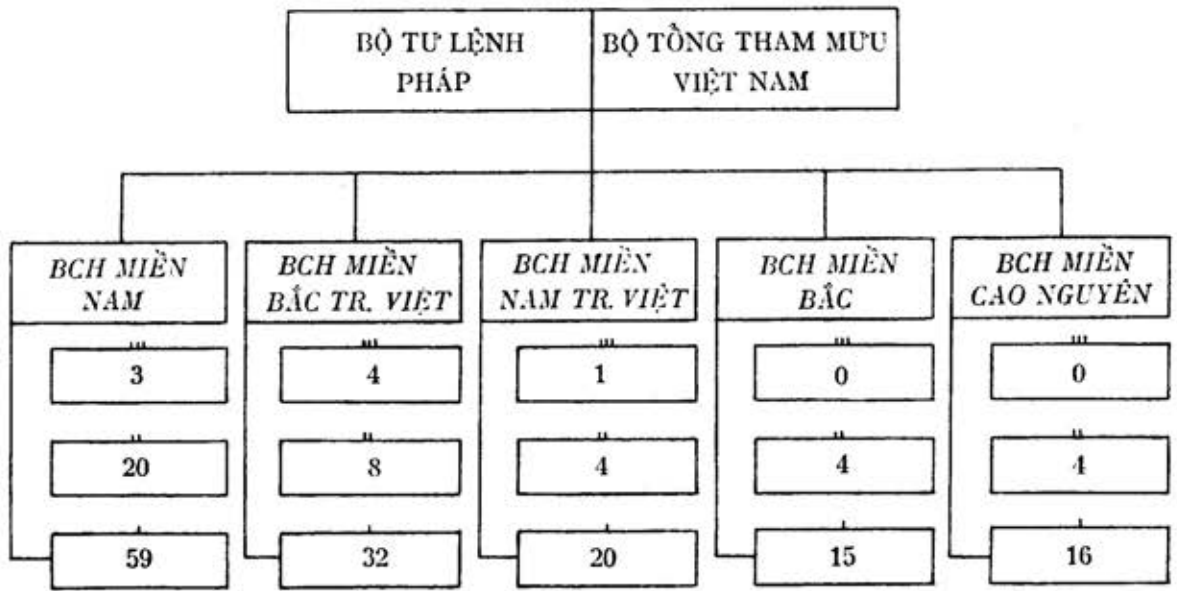 BỘ TƯ LỆNH
PHÁP
BỘ TỔNG THAM MƯU
VIỆT NAM
BCH MIỀN
NAM
3
20
59
BCH MIỀN
BẮC TR. VIỆT
4
8
32
BCH MIỀN
NAM TR. VIỆT
1
4
20
BCH MIỀN
BẮC
0
4
15
BCH MIỀN
CAO NGUYÊN
0
4
16